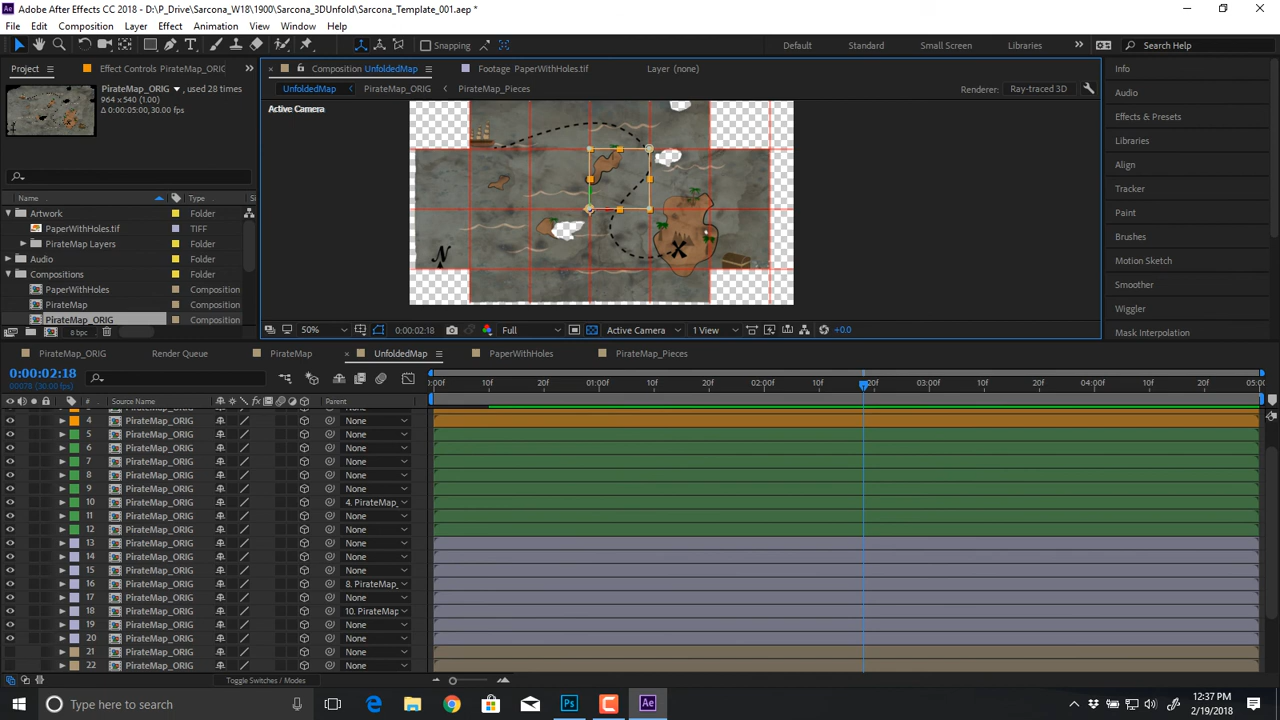 Adobe After Effects CC 2018 - D:\P_Drive\Sarcona_W18\1900\Sarcona_3DUnfold\Sarcona_Template_001.aep *
File Edit Composition Layer Effect Animation View Window Help
Snapping Default Standard Small Screen Libraries Search Help
Project Effect Controls PirateMap_ORIG Composition UnfoldedMap Footage PaperWithHoles.tif Layer (none) Info
PirateMap_ORIG , used 28 times UnfoldedMap PirateMap_ORIG PirateMap_Pieces Renderer: Ray-traced 3D Audio
964 x 540 (1.00)
0:00:05:00, 30.00 fps
Active Camera
Effects & Presets
Libraries
Align
Tracker
Name Type Si
Artwork Folder Paint
PaperWithHoles.tif TIFF
PirateMap Layers Folder Brushes
Audio Folder
N
Motion Sketch
Compositions Folder
PaperWithHoles Composition Smoother
PirateMap Composition
PirateMap_ORIG Composition Wiggler
8 bpc 50% 0:00:02:18 Full Active Camera 1 View +0.0 Mask Interpolation
PirateMap_ORIG Render Queue PirateMap UnfoldedMap PaperWithHoles PirateMap_Pieces
0:00:02:18
00078 (30.00 fps)
:00f 10f 20f 01:00f 10f 20f 02:00f 10f 20f 03:00f 10f 20f 04:00f 10f 20f 05:00
# Source Name Parent
4 PirateMap_ORIG None
5 PirateMap_ORIG None
6 PirateMap_ORIG None
7 PirateMap_ORIG None
8 PirateMap_ORIG None
9 PirateMap_ORIG None
10 PirateMap_ORIG 4. PirateMap_
11 PirateMap_ORIG None
12 PirateMap_ORIG None
13 PirateMap_ORIG None
14 PirateMap_ORIG None
15 PirateMap_ORIG None
16 PirateMap_ORIG 8. PirateMap_
17 PirateMap_ORIG None
18 PirateMap_ORIG 10. PirateMap
19 PirateMap_ORIG None
20 PirateMap_ORIG None
21 PirateMap_ORIG None
22 PirateMap_ORIG None
Toggle Switches / Modes
Type here to search
12:37 PM
2/19/2018